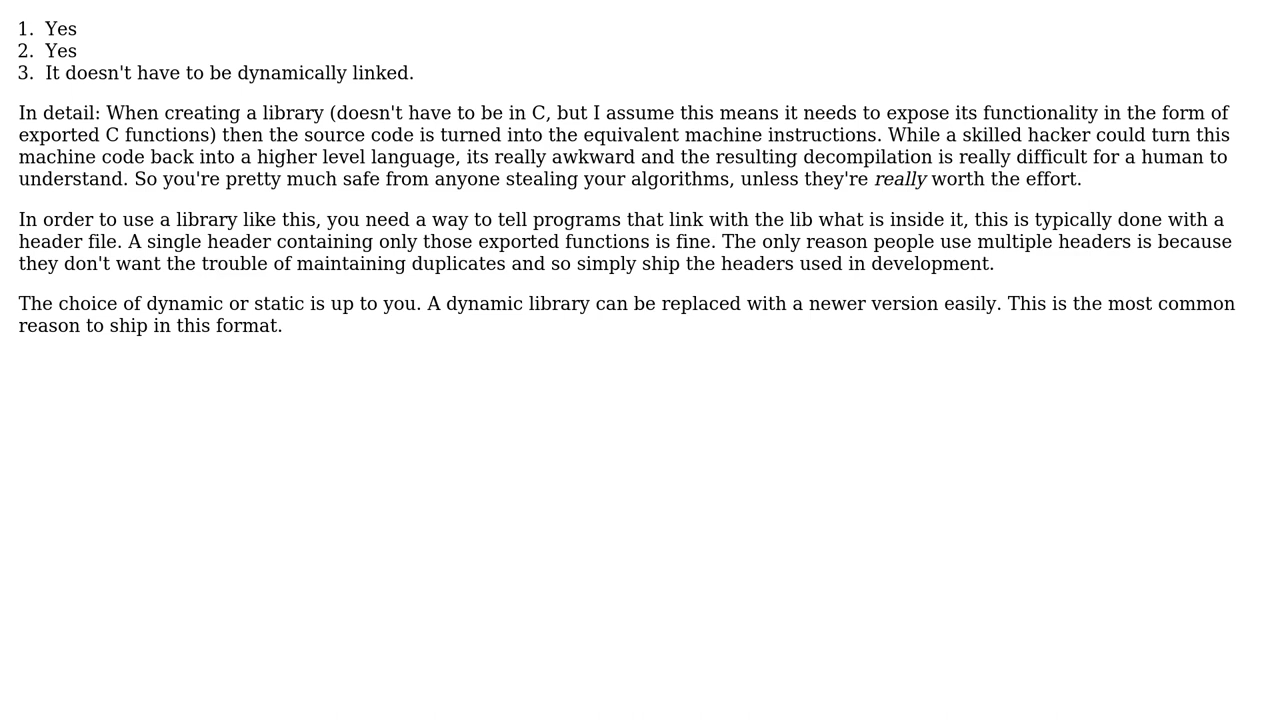 1. Yes
2. Yes
3. It doesn't have to be dynamically linked.
In detail: When creating a library (doesn't have to be in C, but I assume this means it needs to expose its functionality in the form of
exported C functions) then the source code is turned into the equivalent machine instructions. While a skilled hacker could turn this
machine code back into a higher level language, its really awkward and the resulting decompilation is really difficult for a human to
understand. So you're pretty much safe from anyone stealing your algorithms, unless they're really worth the effort.
In order to use a library like this, you need a way to tell programs that link with the lib what is inside it, this is typically done with a
header file. A single header containing only those exported functions is fine. The only reason people use multiple headers is because
they don't want the trouble of maintaining duplicates and so simply ship the headers used in development.
The choice of dynamic or static is up to you. A dynamic library can be replaced with a newer version easily. This is the most common
reason to ship in this format.